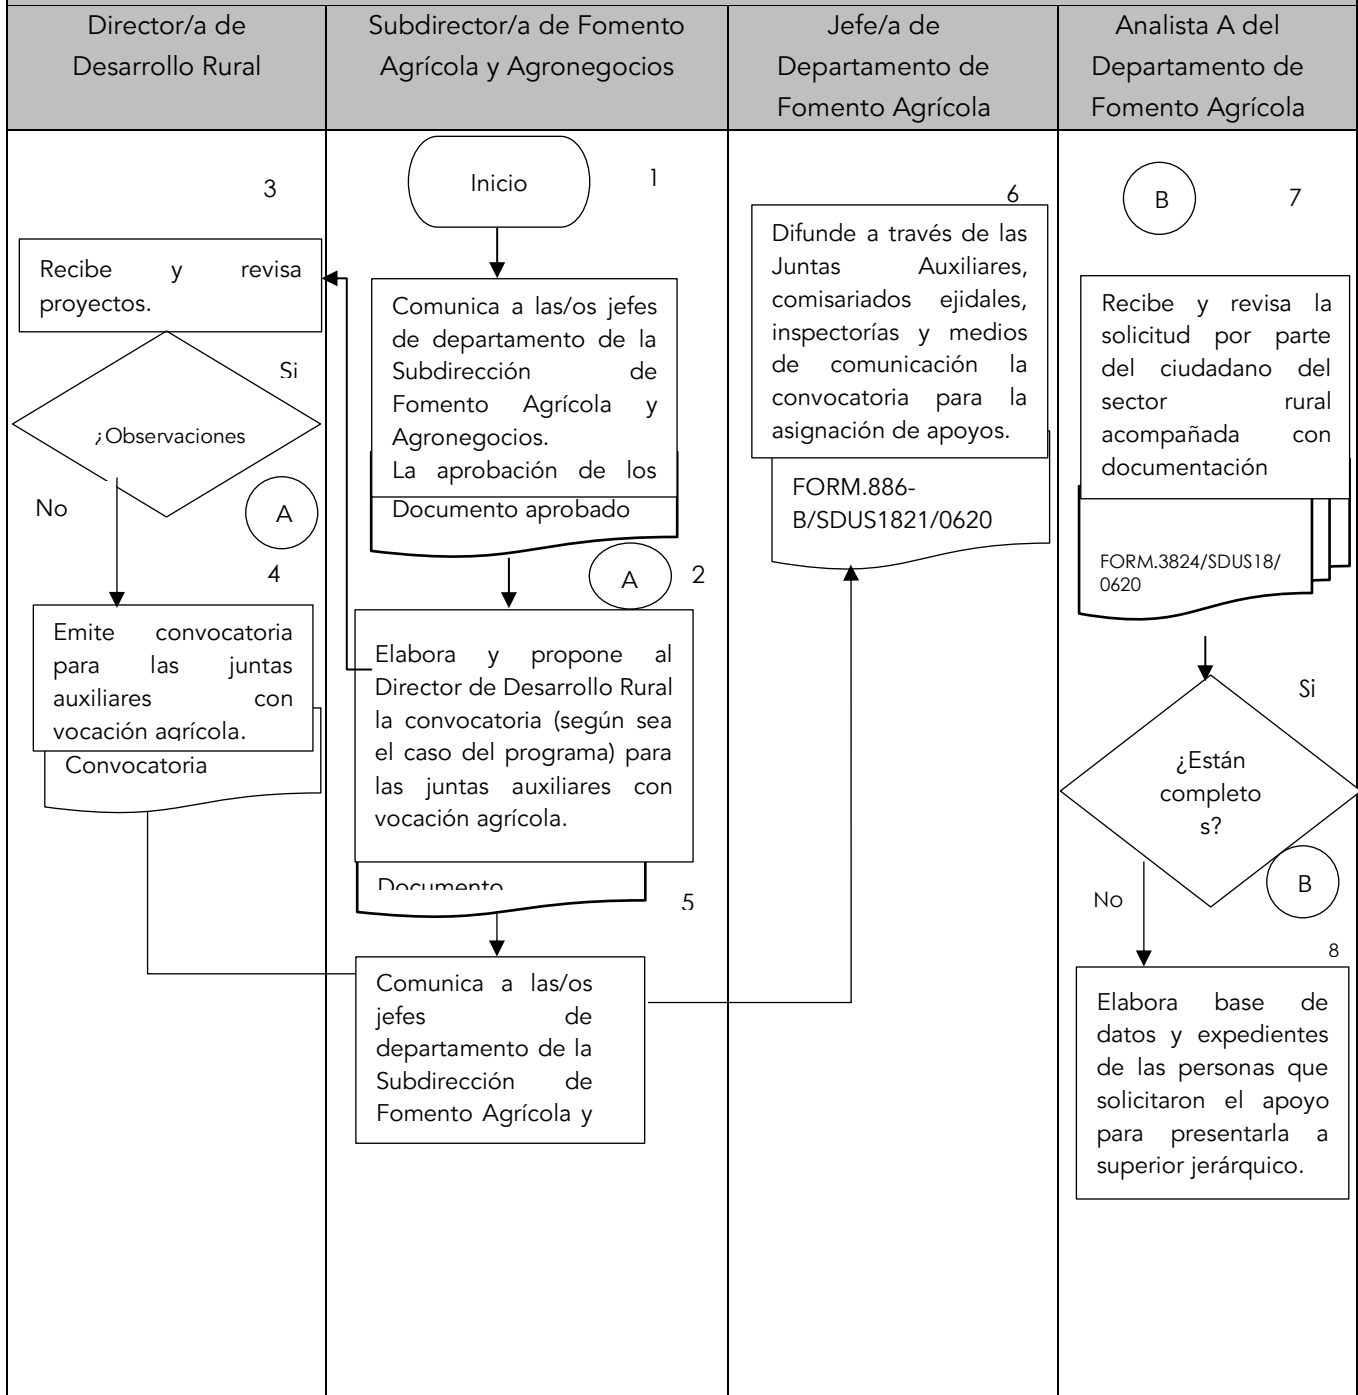 Director/a de
Desarrollo Rural
Subdirector/a de Fomento
Agrícola y Agronegocios
Jefe/a de
Departamento de
Fomento Agrícola
Analista A del
Departamento de
Fomento Agrícola
3
Recibe y revisa
proyectos.
Si
¿Observaciones
No
A
4
Emite convocatoria
para las juntas
auxiliares con
vocación agrícola.
Convocatoria
Inicio
1
Comunica a las/os jefes
de departamento de la
Subdirección de
Fomento Agrícola y
Agronegocios.
La aprobación de los
Documento aprobado
A
2
Elabora y propone al
Director de Desarrollo Rural
la convocatoria (según sea
el caso del programa) para
las juntas auxiliares con
vocación agrícola.
Documento
5
Comunica a las/os
jefes de
departamento de la
Subdirección de
Fomento Agrícola y
6
Difunde a través de las
Juntas Auxiliares,
comisariados ejidales,
inspectorías y medios
de comunicación la
convocatoria para la
asignación de apoyos.
FORM.886-
B/SDUS1821/0620
B
7
Recibe y revisa la
solicitud por parte
del ciudadano del
sector rural
acompañada con
documentación
FORM.3824/SDUS18/
0620
Si
¿Están
completo
s?
B
No
8
Elabora base de
datos y expedientes
de las personas que
solicitaron el apoyo
para presentarla a
superior jerárquico.